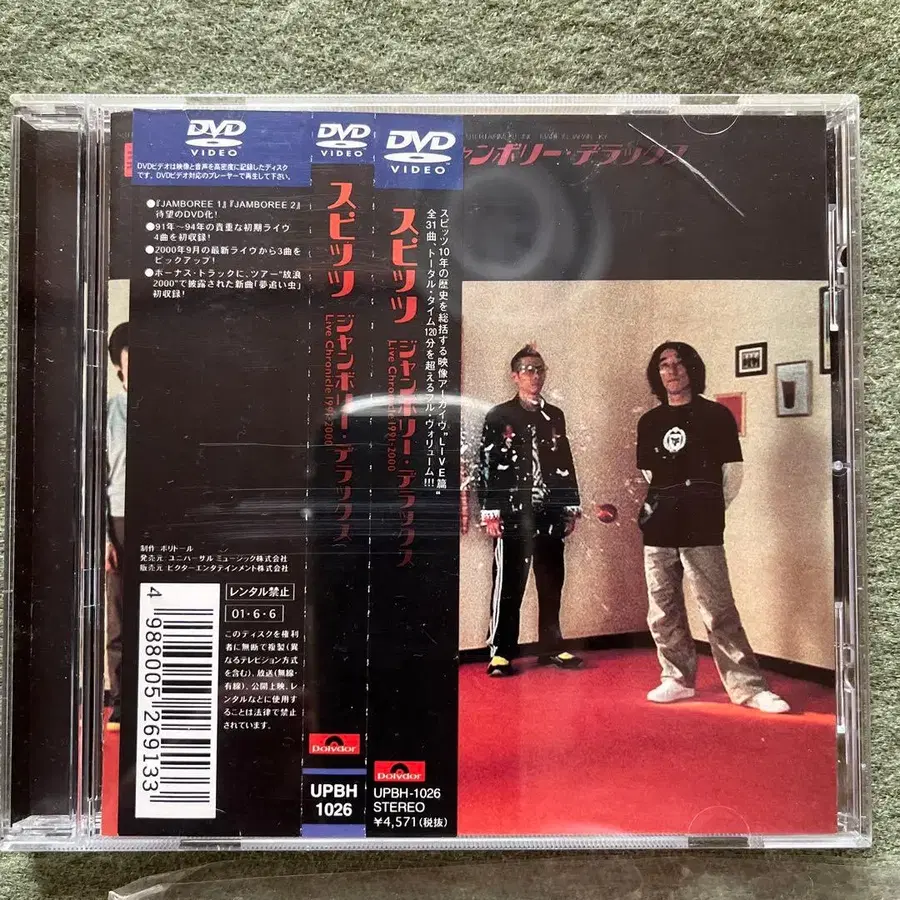 DVD
VIDEO
DVDビデオは映像と音声を高密度に記録したディスク
です。DVDビデオ対応のプレーヤーで再生して下さい。
●『JAMBOREE 1』『JAMBOREE 2』
待望のDVD化!
●91年〜94年の貴重な初期ライヴ
4曲を初収録!
●2000年9月の最新ライヴから3曲を
ピックアップ!
●ボーナス・トラックに、ツアー"放浪
2000"で披露された新曲「夢追い虫」
初収録!
制作 ポリドール
発売元:ユニバーサル ミュージック株式会社
販売元:ビクターエンタテインメント株式会社
4 988005 269133
レンタル禁止
01・6・6
このディスクを権利
者に無断で複製(異
なるテレビジョン方式
を含む)、放送(無線・
有線)、公開上映、レ
ンタルなどに使用す
ることは法律で禁止
されています。
DVD
VIDEO
スピッツ
ジャンボリー・デラックス
Live Chronicle 1991-2000
Polydor
UPBH
1026
DVD
VIDEO
スピッツ10年の歴史を総括する映像アーカイヴ"LIVE篇"
全31曲、トータル・タイム120分を超えるフル・ヴォリューム!!!
スピッツ
ジャンボリー・デラックス
Live Chronicle 1991-2000
Polydor
UPBH-1026
STEREO
¥4,571(税抜)
ャンボリー・デラックス